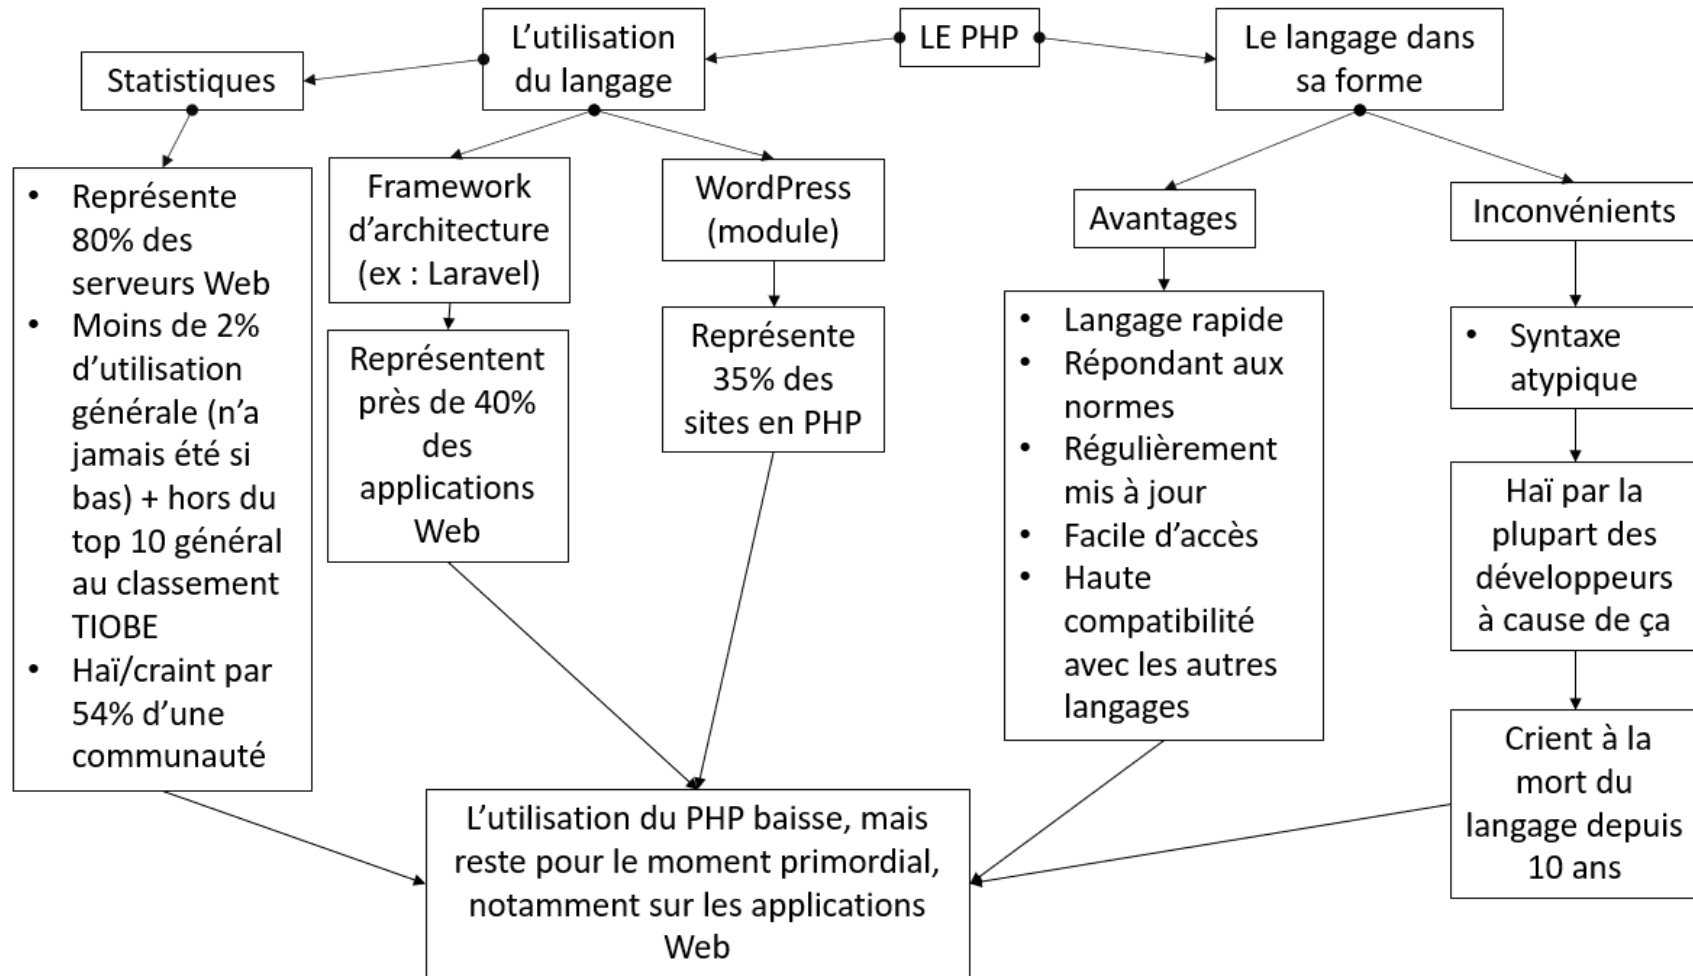 LE PHP
L’utilisation
du langage
Le langage dans
sa forme
Statistiques
• Représente
80% des
serveurs Web
• Moins de 2%
d’utilisation
générale (n’a
jamais été si
bas) + hors du
top 10 général
au classement
TIOBE
• Haï/craint par
54% d’une
communauté
Framework
d’architecture
(ex : Laravel)
Représentent
près de 40%
des
applications
Web
WordPress
(module)
Représente
35% des
sites en PHP
Avantages
• Langage rapide
• Répondant aux
normes
• Régulièrement
mis à jour
• Facile d’accès
• Haute
compatibilité
avec les autres
langages
Inconvénients
• Syntaxe
atypique
Haï par la
plupart des
développeurs
à cause de ça
Crient à la
mort du
langage depuis
10 ans
L’utilisation du PHP baisse, mais
reste pour le moment primordial,
notamment sur les applications
Web